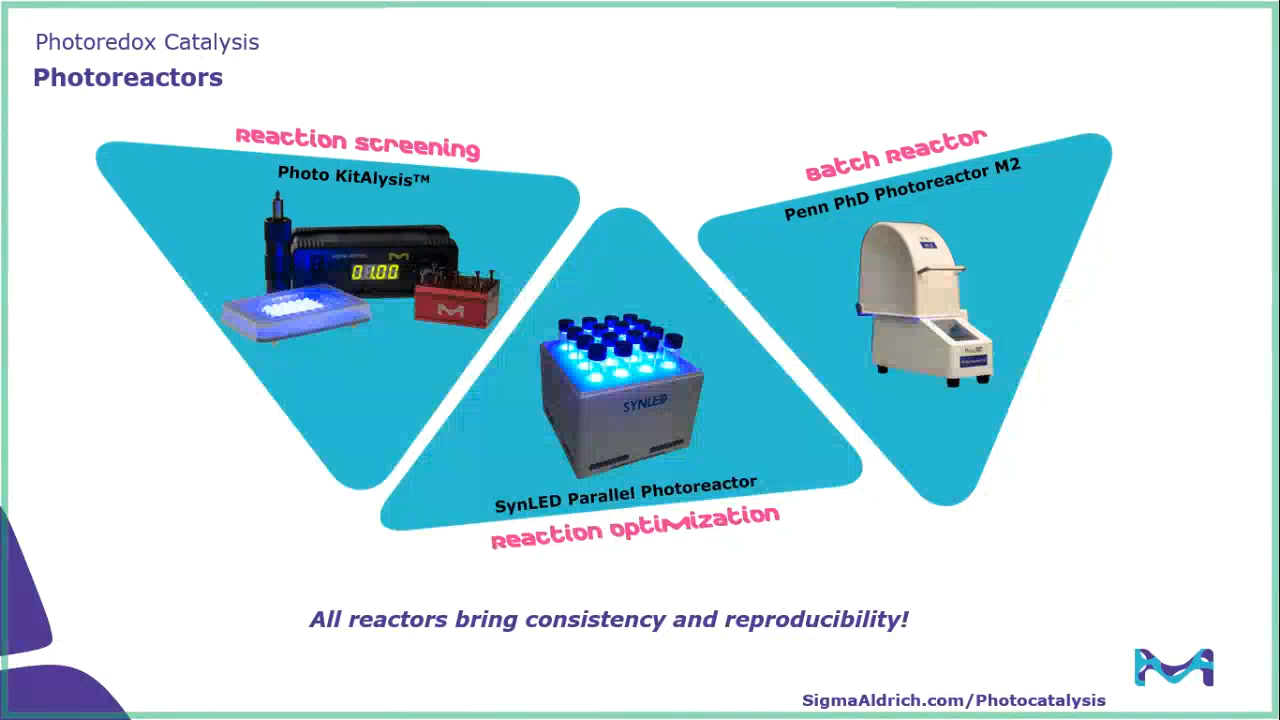 Photoredox Catalysis
Photoreactors
Reaction Screening
Photo KitAlysis™
01.00
Batch Reactor
Penn PhD Photoreactor M2
SYNLED
SynLED Parallel Photoreactor
Reaction Optimization
All reactors bring consistency and reproducibility!
SigmaAldrich.com/Photocatalysis